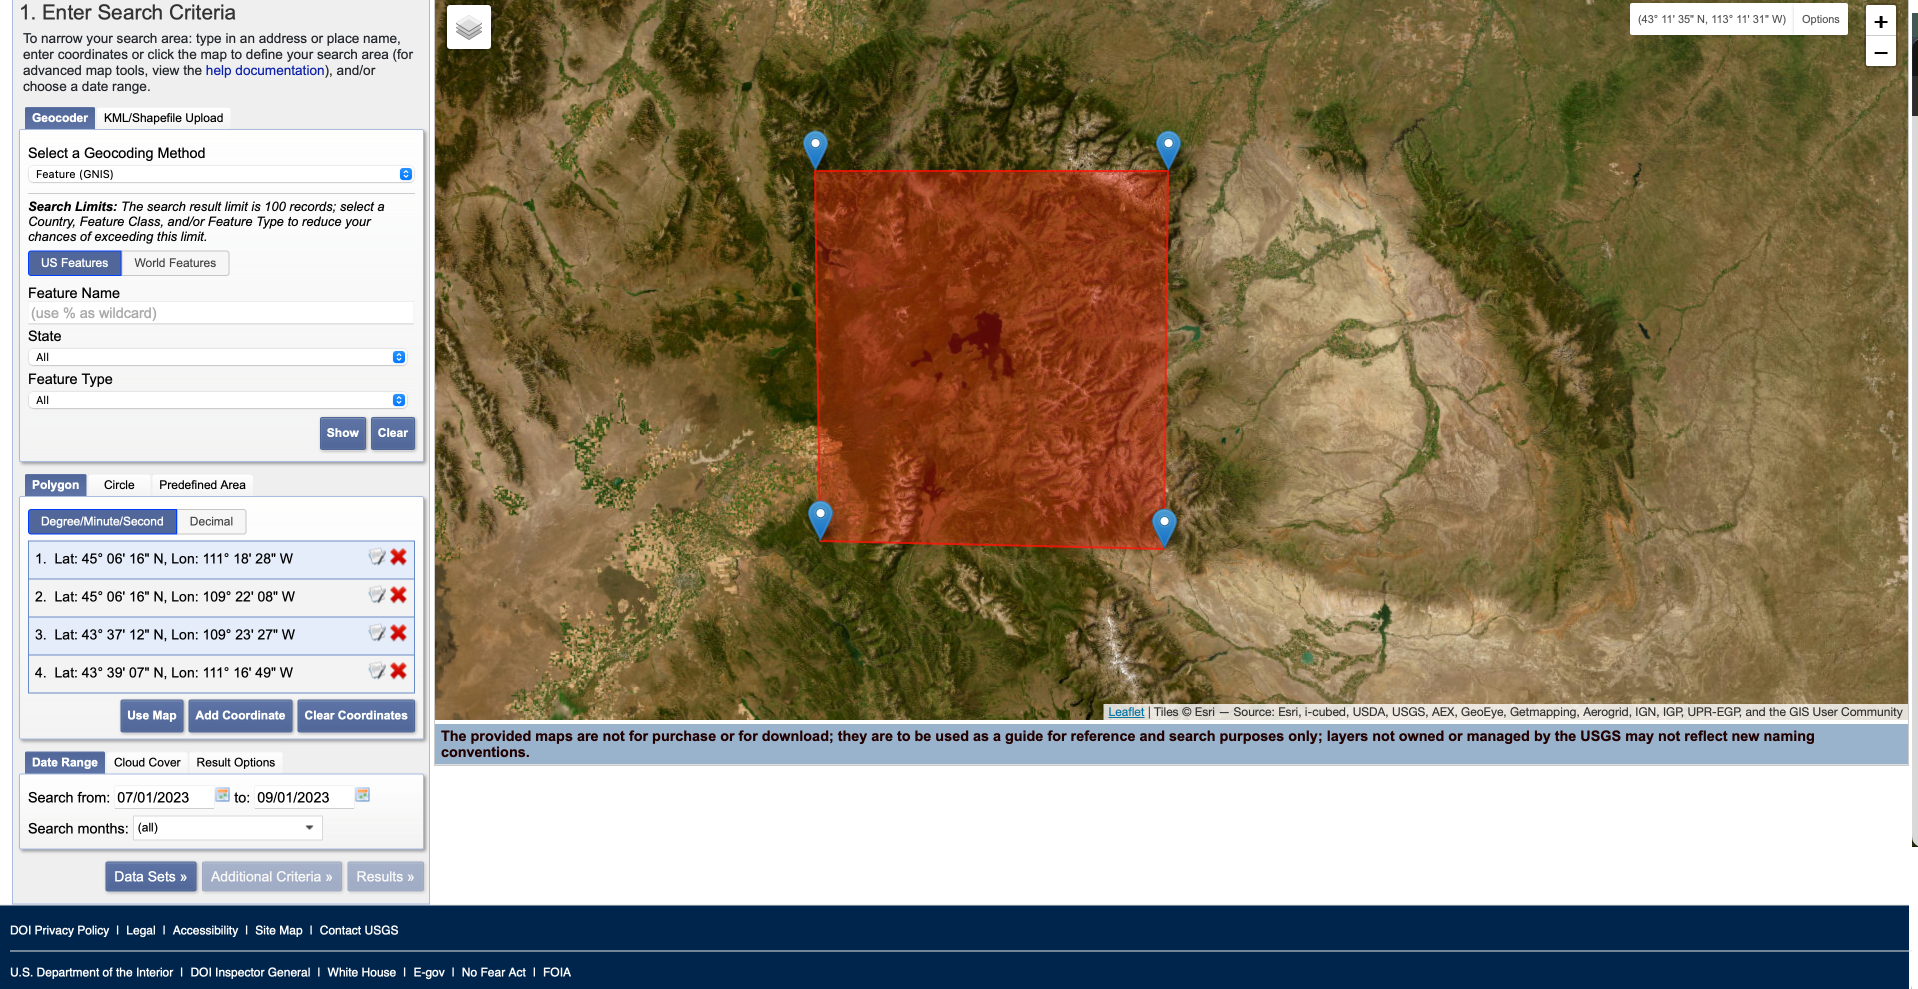 1. Enter Search Criteria
To narrow your search area: type in an address or place name,
enter coordinates or click the map to define your search area (for
advanced map tools, view the help documentation), and/or
choose a date range.
Geocoder KML/Shapefile Upload
Select a Geocoding Method
Feature (GNIS)
Search Limits: The search result limit is 100 records; select a
Country, Feature Class, and/or Feature Type to reduce your
chances of exceeding this limit.
US Features World Features
Feature Name
(use % as wildcard)
State
All
Feature Type
All
Show Clear
Polygon Circle Predefined Area
Degree/Minute/Second Decimal
1. Lat: 45° 06' 16" N, Lon: 111° 18' 28" W
2. Lat: 45° 06' 16" N, Lon: 109° 22' 08" W
3. Lat: 43° 37' 12" N, Lon: 109° 23' 27" W
4. Lat: 43° 39' 07" N, Lon: 111° 16' 49" W
Use Map Add Coordinate Clear Coordinates
Date Range Cloud Cover Result Options
Search from: 07/01/2023 to: 09/01/2023
Search months: (all)
Data Sets » Additional Criteria » Results »
(43° 11' 35" N, 113° 11' 31" W) Options
+
−
Leaflet | Tiles © Esri — Source: Esri, i-cubed, USDA, USGS, AEX, GeoEye, Getmapping, Aerogrid, IGN, IGP, UPR-EGP, and the GIS User Community
The provided maps are not for purchase or for download; they are to be used as a guide for reference and search purposes only; layers not owned or managed by the USGS may not reflect new naming
conventions.
DOI Privacy Policy | Legal | Accessibility | Site Map | Contact USGS
U.S. Department of the Interior | DOI Inspector General | White House | E-gov | No Fear Act | FOIA